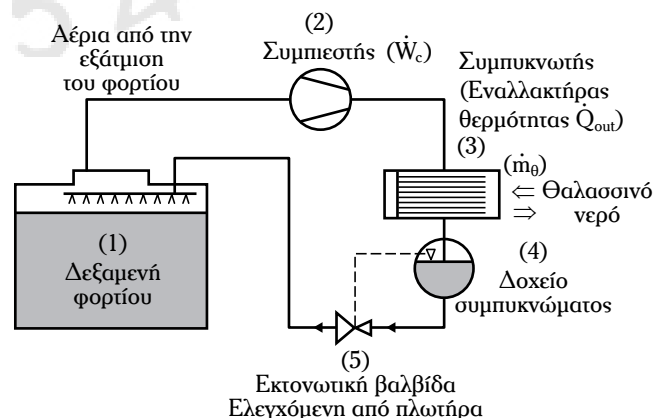 (2)
Αέρια από την
εξάτμιση
του φορτίου
Συμπιεστής (Ẇc)
Συμπυκνωτής
(Εναλλακτήρας
θερμότητας Q̇out)
(3)
(ṁθ)
⇐ Θαλασσινό
⇒ νερό
(1)
Δεξαμενή
φορτίου
(4)
Δοχείο
συμπυκνώματος
(5)
Εκτονωτική βαλβίδα
Ελεγχόμενη από πλωτήρα